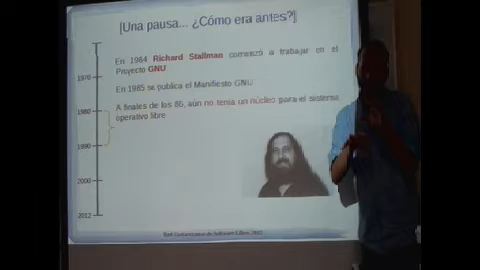 [Una pausa... ¿Cómo era antes?]
En 1984 Richard Stallman comenzó a trabajar en el
Proyecto GNU
En 1985 se publica el Manifiesto GNU
A finales de los 80, aún no tenía un núcleo para el sistema
operativo libre
1970
1980
1990
2000
2012